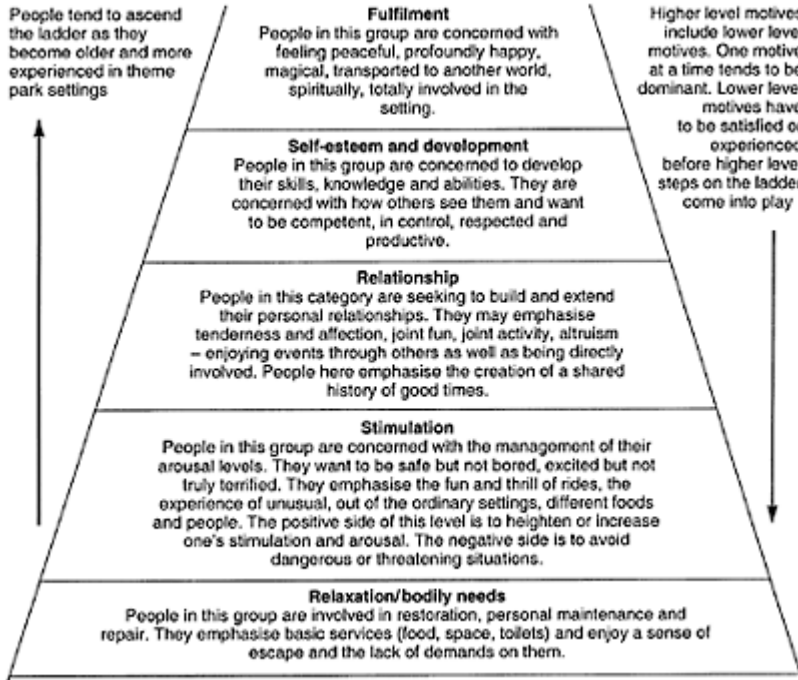 People tend to ascend
the ladder as they
become older and more
experienced in theme
park settings
Fulfilment
People in this group are concerned with
feeling peaceful, profoundly happy,
magical, transported to another world,
spiritually, totally involved in the
setting.
Higher level motives
include lower level
motives. One motive
at a time tends to be
dominant. Lower level
motives have
to be satisfied or
experienced
before higher level
steps on the ladder
come into play
Self-esteem and development
People in this group are concerned to develop
their skills, knowledge and abilities. They are
concerned with how others see them and want
to be competent, in control, respected and
productive.
Relationship
People in this category are seeking to build and extend
their personal relationships. They may emphasise
tenderness and affection, joint fun, joint activity, altruism
– enjoying events through others as well as being directly
involved. People here emphasise the creation of a shared
history of good times.
Stimulation
People in this group are concerned with the management of their
arousal levels. They want to be safe but not bored, excited but not
truly terrified. They emphasise the fun and thrill of rides, the
experience of unusual, out of the ordinary settings, different foods
and people. The positive side of this level is to heighten or increase
one's stimulation and arousal. The negative side is to avoid
dangerous or threatening situations.
Relaxation/bodily needs
People in this group are involved in restoration, personal maintenance and
repair. They emphasise basic services (food, space, toilets) and enjoy a sense of
escape and the lack of demands on them.